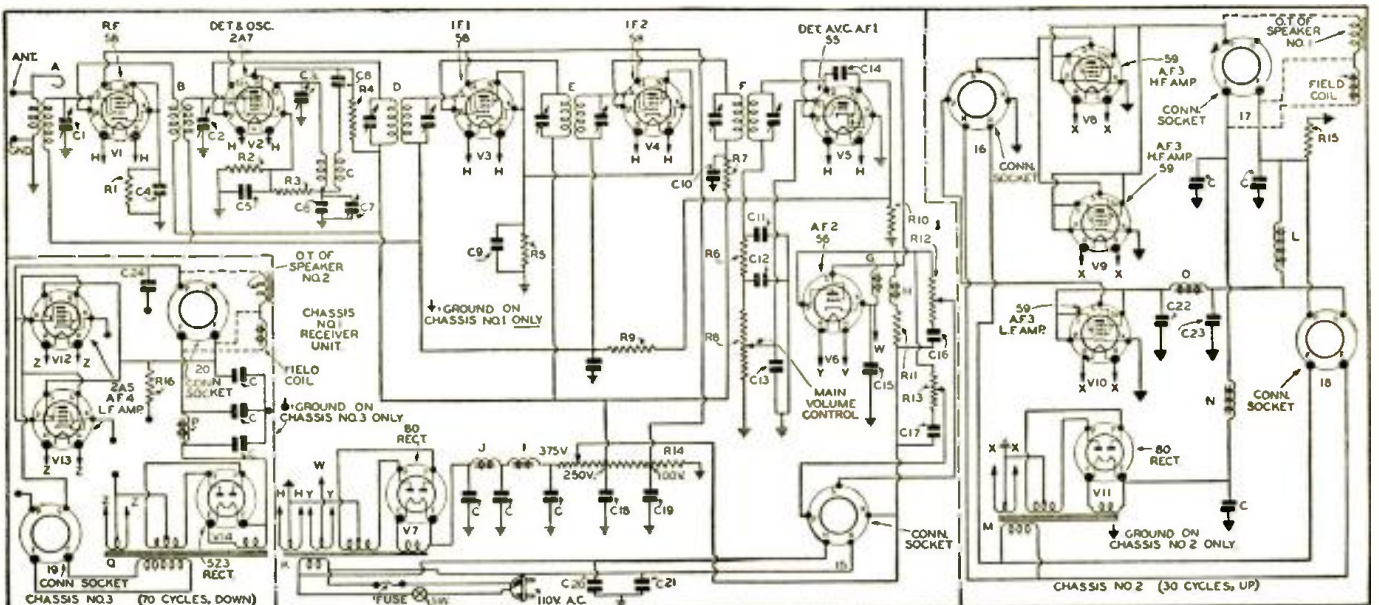 R.F.
58
DET. & OSC.
2A7
I.F.1
58
I.F.2
58
DET. A.V.C. A.F.1
55
ANT.
GND
A
B
C
D
E
F
C1
V1
H H
R1
C4
C2
V2
H H
R2
C5
R3
C6
C7
C8
R4
V3
H H
C9
R5
V4
H H
C10
R7
C14
V5
H H
C11
R6
C12
R8
C13
R9
A.F.2
56
V6
G
H
W
C15
R10
R12
R11
C16
R13
C17
MAIN
VOLUME
CONTROL
GROUND ON
CHASSIS NO.1 ONLY
O.T. OF
SPEAKER
NO.2
CHASSIS
NO.1
RECEIVER
UNIT
C24
V12
Z Z
2A5
A.F.4
L.F. AMP.
V13
Z Z
R16
20
CONN
SOCKET
FIELD
COIL
P
C
C
C
GROUND ON
CHASSIS NO.3 ONLY
Z Z
V14
523
RECT.
Q
19
CONN SOCKET
CHASSIS NO.3 (70 CYCLES, DOWN)
80
RECT.
W
H H Y Y
V7
K
J
I
375V.
250V.
100V.
R14
C
C
C
C18
C19
FUSE
SW.
110V. A.C.
C20
C21
15
CONN.
SOCKET
16
CONN.
SOCKET
59
A.F.3
H.F. AMP.
V8
X X
A.F.3
H.F. AMP.
59
V9
X X
59
A.F.3
L.F. AMP.
V10
X X
O
C22
C23
O.T. OF
SPEAKER
NO.1
FIELD
COIL
CONN.
SOCKET
17
R15
C
C
L
N
CONN.
SOCKET
18
80
RECT.
V11
X X
M
C
GROUND ON
CHASSIS NO.2 ONLY
CHASSIS NO.2 (30 CYCLES, UP)